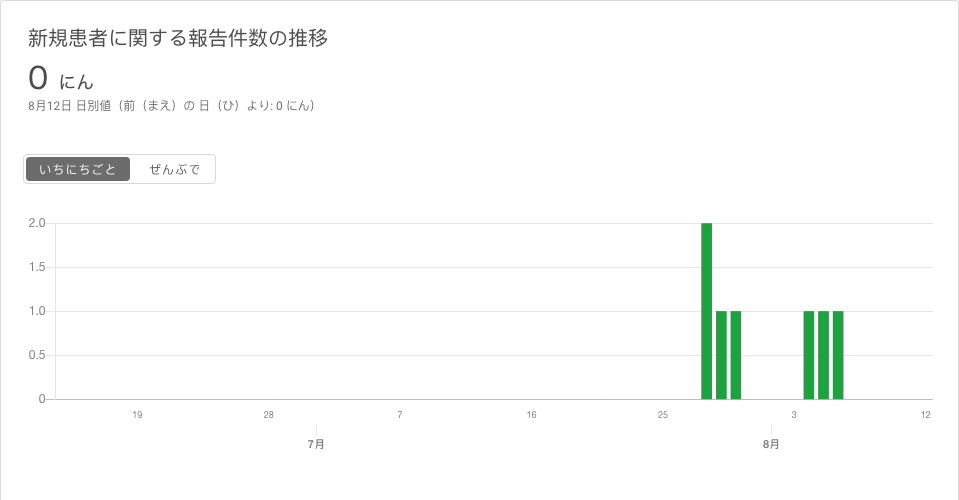 新規患者に関する報告件数の推移
0 にん
8月12日 日別値（前（まえ）の 日（ひ）より: 0 にん）
いちにちごと ぜんぶで
2.0
1.5
1.0
0.5
0
19 28 7 16 25 3 12
7月 8月